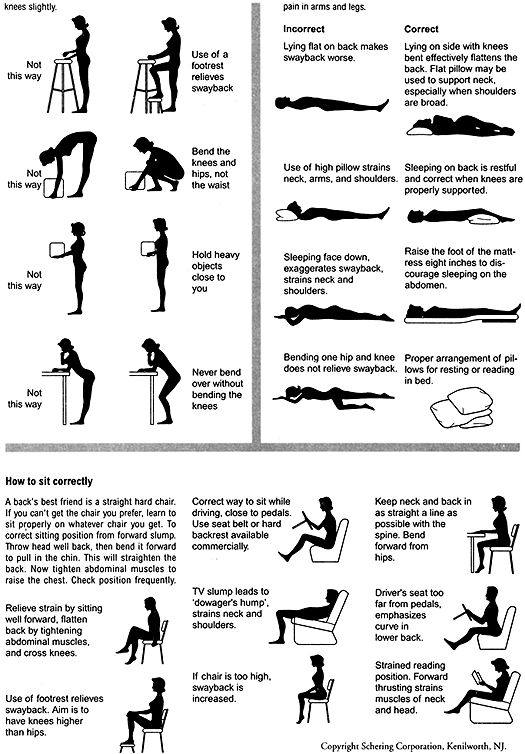 knees slightly.
Not
this way
Use of a
footrest
relieves
swayback
Not
this way
Bend the
knees and
hips, not
the waist
Not
this way
Hold heavy
objects
close to
you
Not
this way
Never bend
over without
bending the
knees
pain in arms and legs.
Incorrect
Correct
Lying flat on back makes
swayback worse.
Lying on side with knees
bent effectively flattens the
back. Flat pillow may be
used to support neck,
especially when shoulders
are broad.
Use of high pillow strains
neck, arms, and shoulders.
Sleeping on back is restful
and correct when knees are
properly supported.
Sleeping face down,
exaggerates swayback,
strains neck and
shoulders.
Raise the foot of the matt-
ress eight inches to dis-
courage sleeping on the
abdomen.
Bending one hip and knee
does not relieve swayback.
Proper arrangement of pil-
lows for resting or reading
in bed.
How to sit correctly
A back's best friend is a straight hard chair.
If you can't get the chair you prefer, learn to
sit properly on whatever chair you get. To
correct sitting position from forward slump.
Throw head well back, then bend it forward
to pull in the chin. This will straighten the
back. Now tighten abdominal muscles to
raise the chest. Check position frequently.
Relieve strain by sitting
well forward, flatten
back by tightening
abdominal muscles,
and cross knees.
Use of footrest relieves
swayback. Aim is to
have knees higher
than hips.
Correct way to sit while
driving, close to pedals.
Use seat belt or hard
backrest available
commercially.
TV slump leads to
'dowager's hump',
strains neck and
shoulders.
If chair is too high,
swayback is
increased.
Keep neck and back in
as straight a line as
possible with the
spine. Bend
forward from
hips.
Driver's seat too
far from pedals,
emphasizes
curve in
lower back.
Strained reading
position. Forward
thrusting strains
muscles of neck
and head.
Copyright Schering Corporation, Kenilworth, NJ.